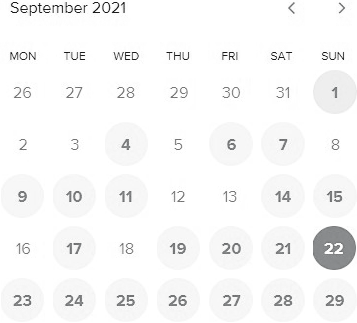 September 2021
MON TUE WED THU FRI SAT SUN
26 27 28 29 30 31 1
2 3 4 5 6 7 8
9 10 11 12 13 14 15
16 17 18 19 20 21 22
23 24 25 26 27 28 29